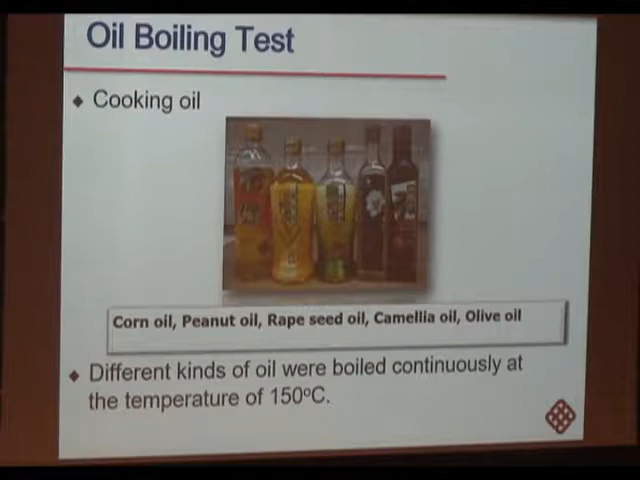 Oil Boiling Test
Cooking oil
Corn oil, Peanut oil, Rape seed oil, Camellia oil, Olive oil
Different kinds of oil were boiled continuously at
the temperature of 150ºC.